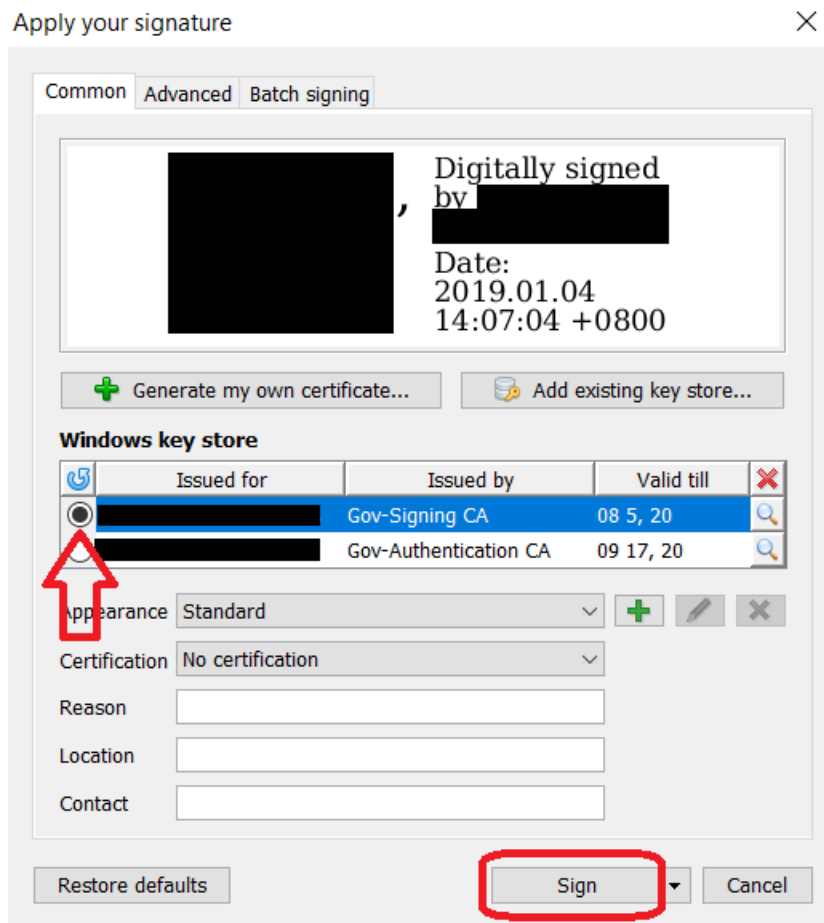 Apply your signature
Common Advanced Batch signing
Digitally signed
, by
Date:
2019.01.04
14:07:04 +0800
Generate my own certificate... Add existing key store...
Windows key store
Issued for Issued by Valid till
Gov-Signing CA 08 5, 20
Gov-Authentication CA 09 17, 20
Appearance Standard
Certification No certification
Reason
Location
Contact
Restore defaults Sign Cancel